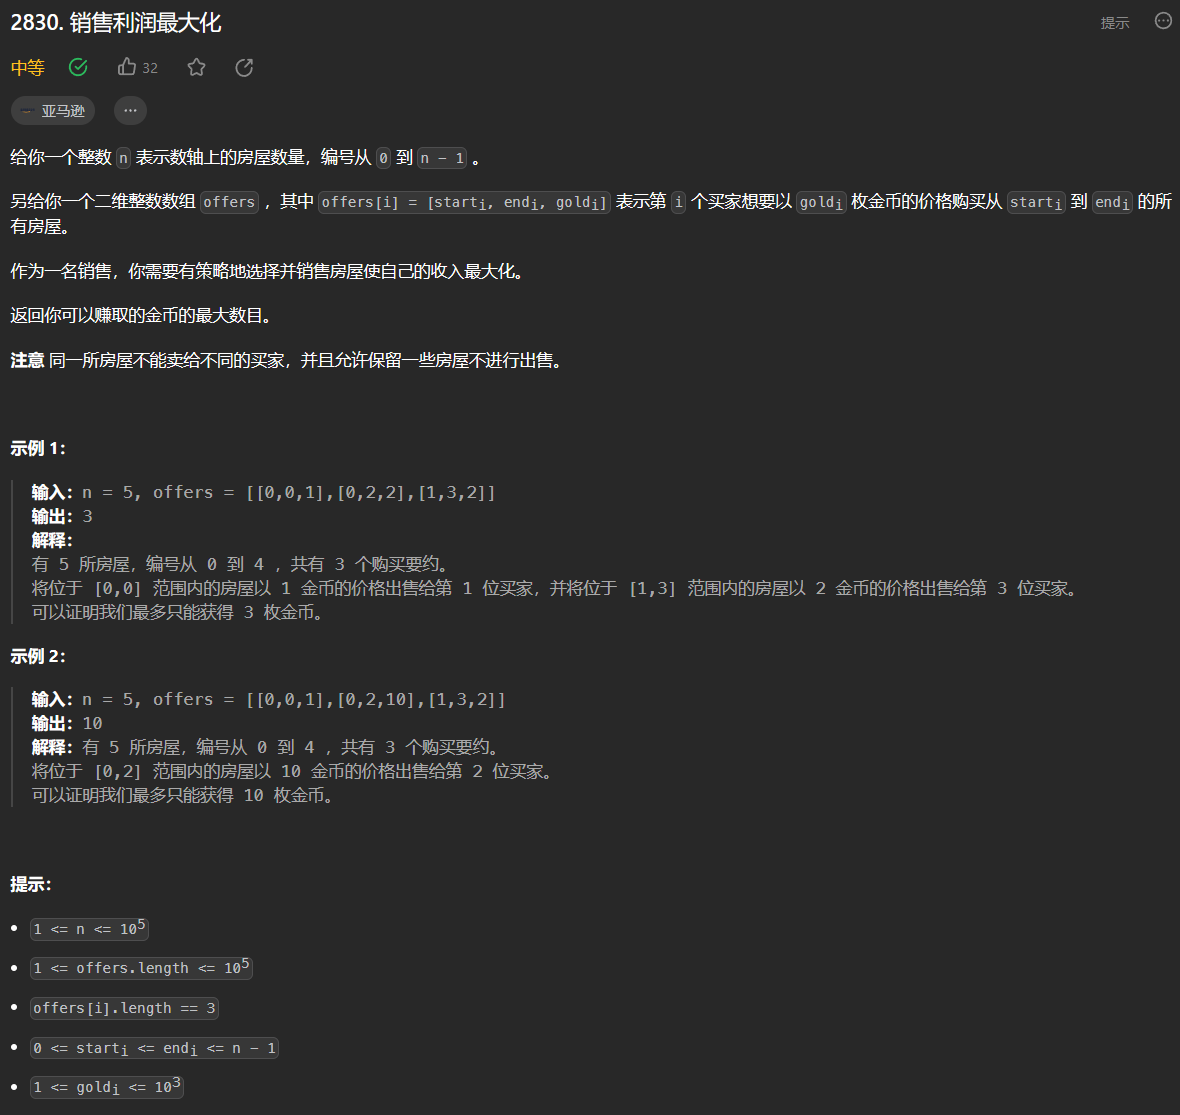 2830. 销售利润最大化
提示
中等
32
亚马逊
给你一个整数 n 表示数轴上的房屋数量，编号从 0 到 n - 1 。
另给你一个二维整数数组 offers ，其中 offers[i] = [starti, endi, goldi] 表示第 i 个买家想要以 goldi 枚金币的价格购买从 starti 到 endi 的所
有房屋。
作为一名销售，你需要有策略地选择并销售房屋使自己的收入最大化。
返回你可以赚取的金币的最大数目。
注意 同一所房屋不能卖给不同的买家，并且允许保留一些房屋不进行出售。
示例 1：
输入：n = 5, offers = [[0,0,1],[0,2,2],[1,3,2]]
输出：3
解释：
有 5 所房屋，编号从 0 到 4 ，共有 3 个购买要约。
将位于 [0,0] 范围内的房屋以 1 金币的价格出售给第 1 位买家，并将位于 [1,3] 范围内的房屋以 2 金币的价格出售给第 3 位买家。
可以证明我们最多只能获得 3 枚金币。
示例 2：
输入：n = 5, offers = [[0,0,1],[0,2,10],[1,3,2]]
输出：10
解释：有 5 所房屋，编号从 0 到 4 ，共有 3 个购买要约。
将位于 [0,2] 范围内的房屋以 10 金币的价格出售给第 2 位买家。
可以证明我们最多只能获得 10 枚金币。
提示：
1 <= n <= 10^5
1 <= offers.length <= 10^5
offers[i].length == 3
0 <= starti <= endi <= n - 1
1 <= goldi <= 10^3